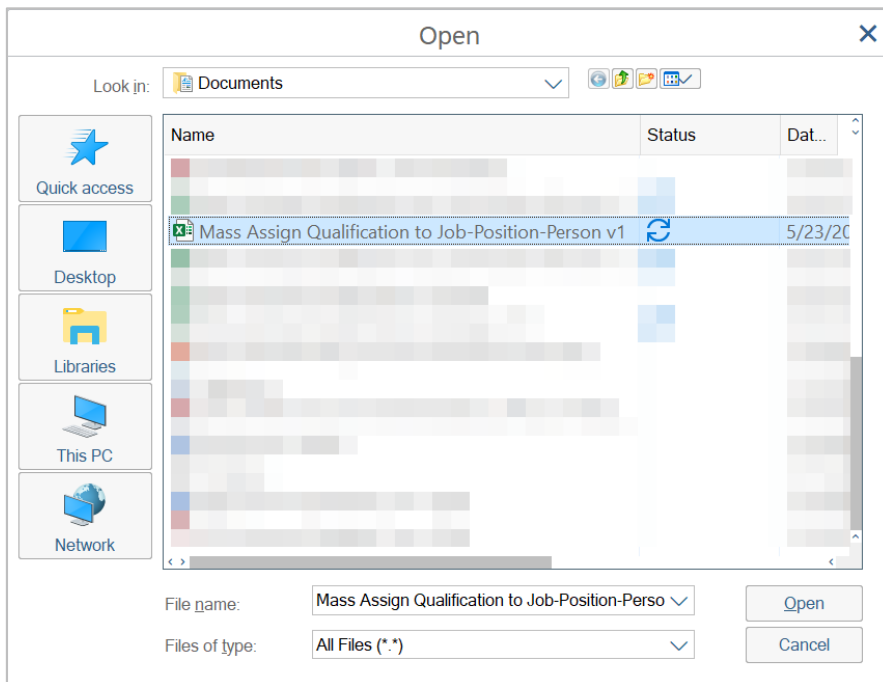 Open
Look in: Documents
Name Status Dat...
Quick access
Mass Assign Qualification to Job-Position-Person v1 5/23/20
Desktop
Libraries
This PC
Network
File name: Mass Assign Qualification to Job-Position-Perso Open
Files of type: All Files (*.*) Cancel